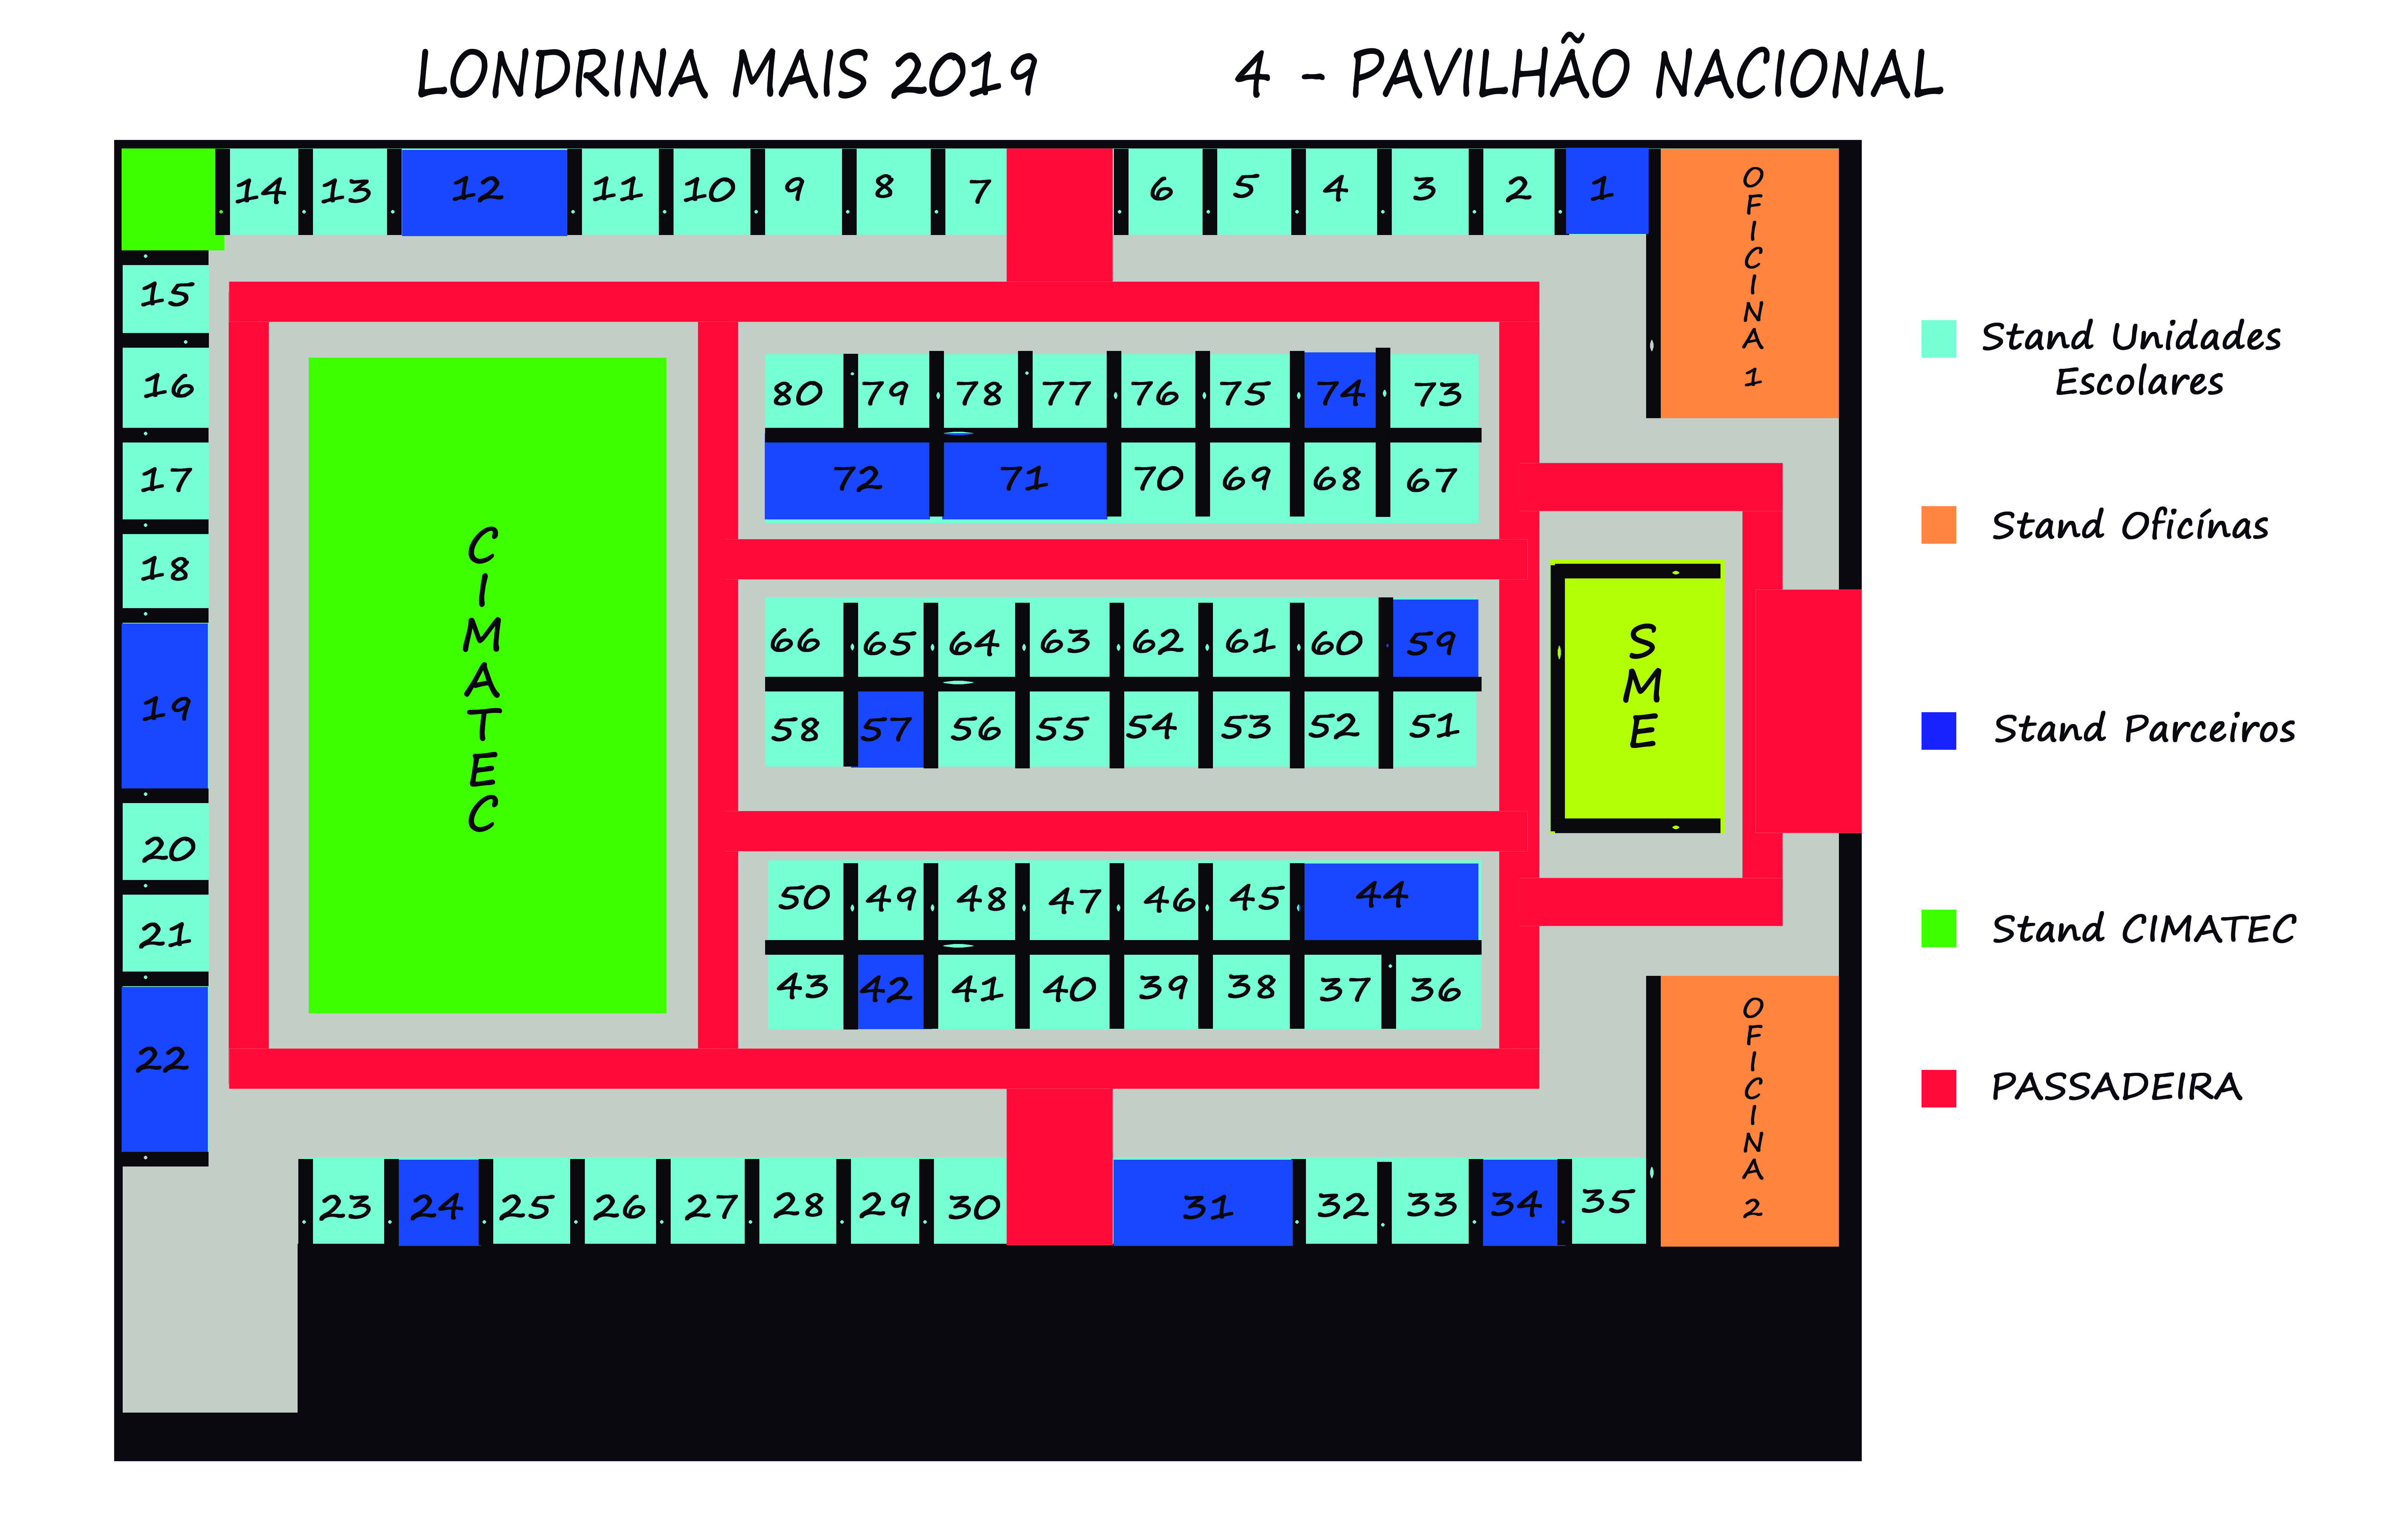 LONDRINA MAIS 2019 4 - PAVILHÃO NACIONAL
14 13 12 11 10 9 8 7 6 5 4 3 2 1
OFICINA 1
15
16
17
18
19
20
21
22
CIMATEC
80 79 78 77 76 75 74 73
72 71 70 69 68 67
66 65 64 63 62 61 60 59
58 57 56 55 54 53 52 51
50 49 48 47 46 45 44
43 42 41 40 39 38 37 36
SME
OFICINA 2
23 24 25 26 27 28 29 30 31 32 33 34 35
Stand Unidades
Escolares
Stand Oficínas
Stand Parceiros
Stand CIMATEC
PASSADEIRA